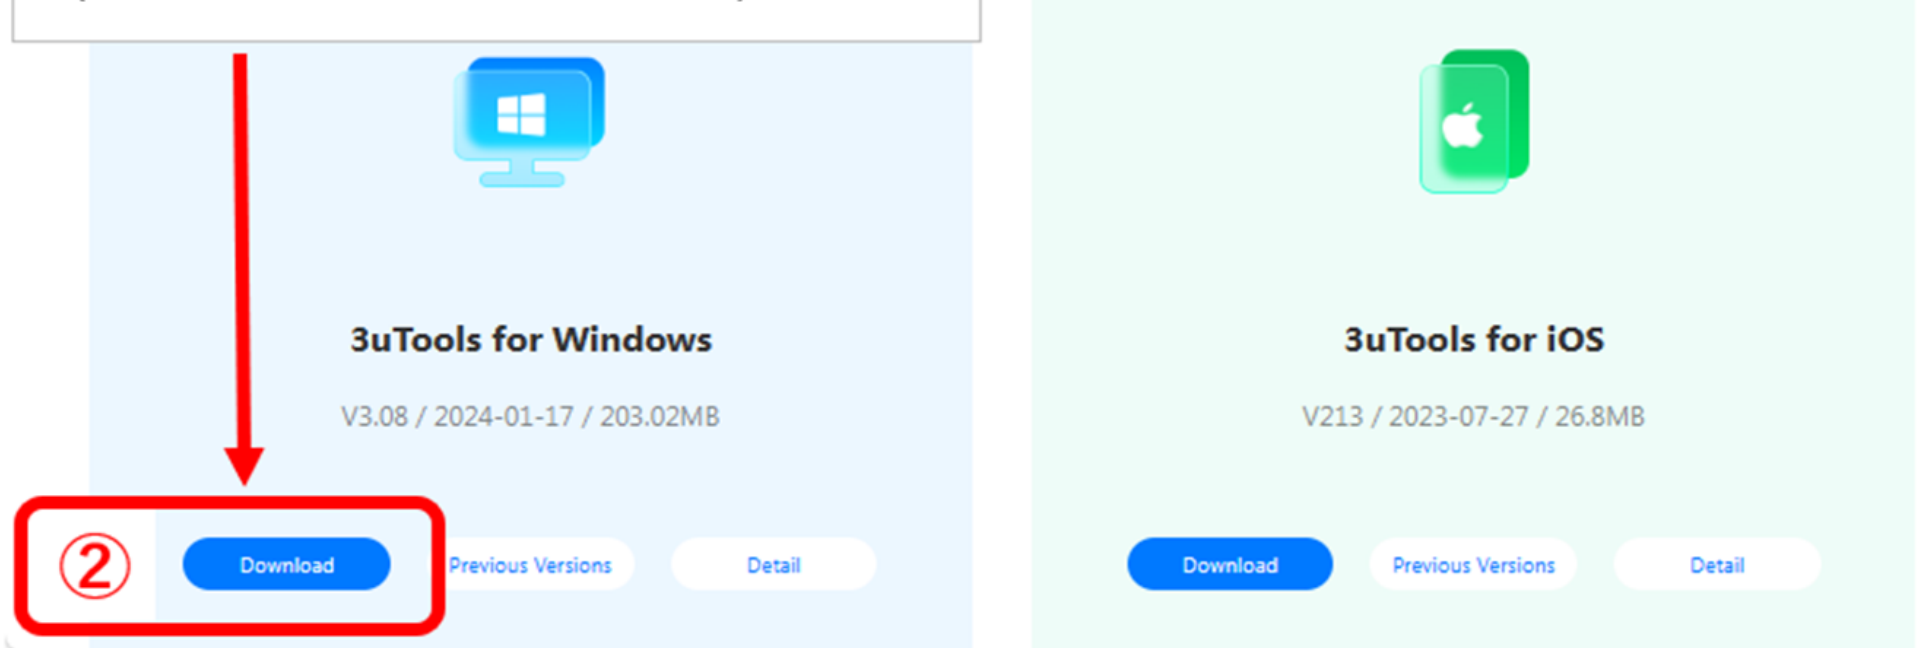 3uTools for Windows
V3.08 / 2024-01-17 / 203.02MB
② Download Previous Versions Detail
3uTools for iOS
V213 / 2023-07-27 / 26.8MB
Download Previous Versions Detail